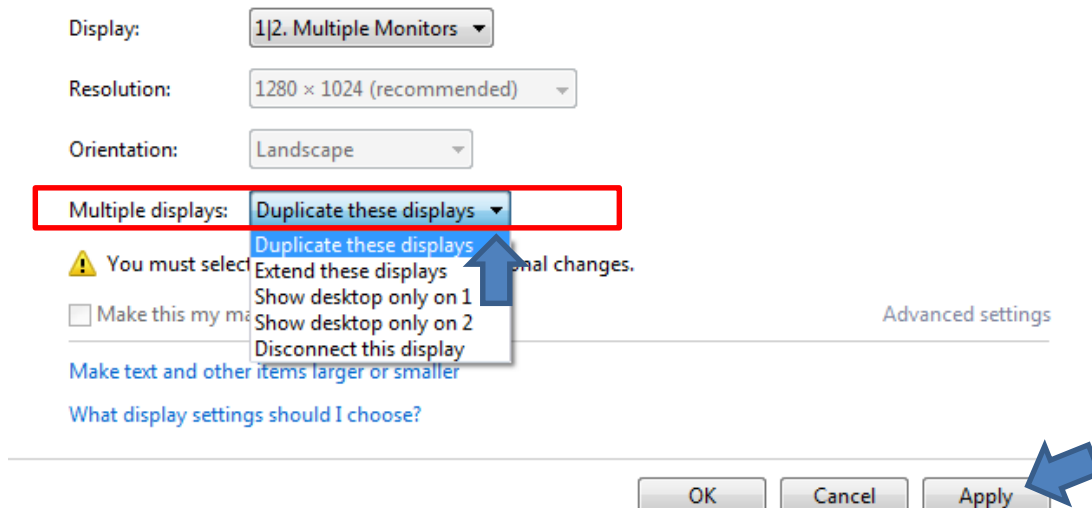 Display: 1|2. Multiple Monitors
Resolution: 1280 × 1024 (recommended)
Orientation: Landscape
Multiple displays: Duplicate these displays
Duplicate these displays
You must select onal changes.
Extend these displays
Show desktop only on 1
Make this my ma Advanced settings
Show desktop only on 2
Disconnect this display
Make text and other items larger or smaller
What display settings should I choose?
OK Cancel Apply